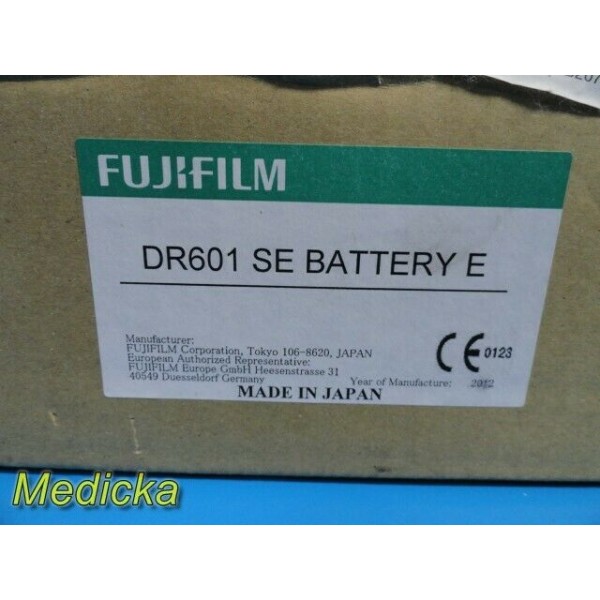 FUJIFILM
DR601 SE BATTERY E
Manufacturer:
FUJIFILM Corporation, Tokyo 106-8620, JAPAN
European Authorized Representative:
FUJIFILM Europe GmbH Heesenstrasse 31
40549 Duesseldorf Germany
CE 0123
Year of Manufacture: 2012
MADE IN JAPAN
Medicka